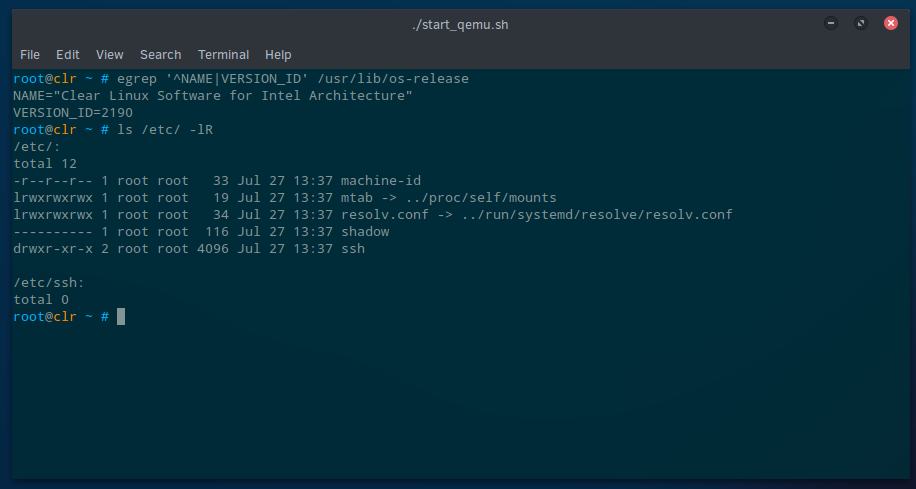 ./start_qemu.sh
File Edit View Search Terminal Help
root@clr ~ # egrep '^NAME|VERSION_ID' /usr/lib/os-release
NAME="Clear Linux Software for Intel Architecture"
VERSION_ID=2190
root@clr ~ # ls /etc/ -lR
/etc/:
total 12
-r--r--r-- 1 root root   33 Jul 27 13:37 machine-id
lrwxrwxrwx 1 root root   19 Jul 27 13:37 mtab -> ../proc/self/mounts
lrwxrwxrwx 1 root root   34 Jul 27 13:37 resolv.conf -> ../run/systemd/resolve/resolv.conf
---------- 1 root root  116 Jul 27 13:37 shadow
drwxr-xr-x 2 root root 4096 Jul 27 13:37 ssh
/etc/ssh:
total 0
root@clr ~ #